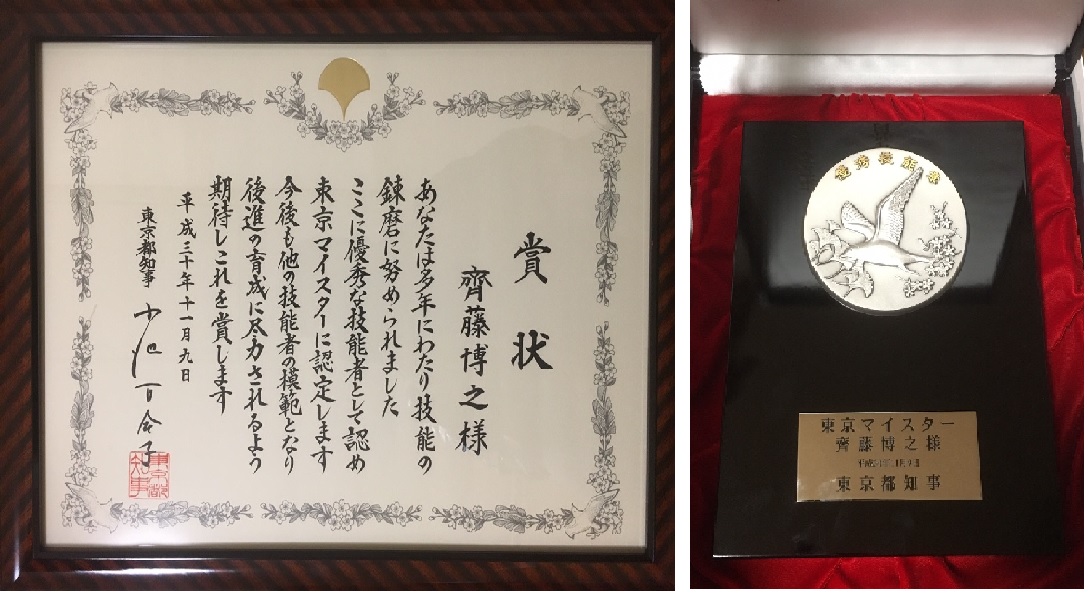 賞状
齊藤博之様
あなたは多年にわたり技能の
錬磨に努められました
ここに優秀な技能者として認め
東京マイスターに認定します
今後も他の技能者の模範となり
後進の育成に尽力されるよう
期待しこれを賞します
平成三十年十一月九日
東京都知事 小池百合子
東京都知事
優秀技能章
東京マイスター
齊藤博之様
東京都知事